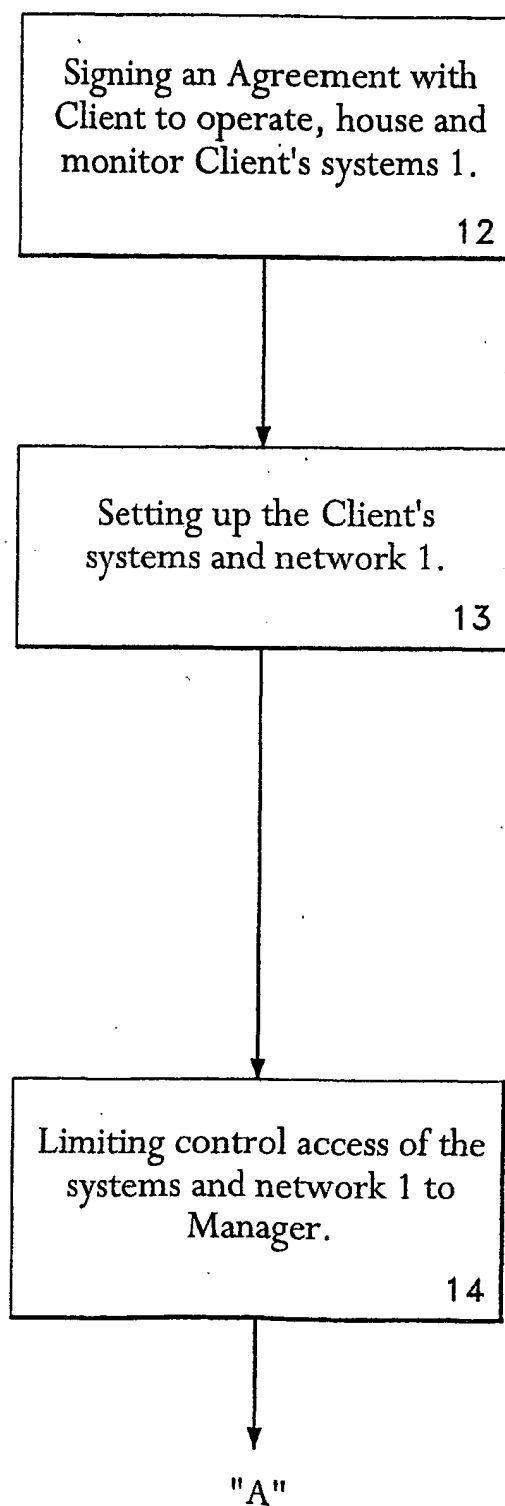 Signing an Agreement with
Client to operate, house and
monitor Client's systems 1.
12
Setting up the Client's
systems and network 1.
13
Limiting control access of the
systems and network 1 to
Manager.
14
"A"